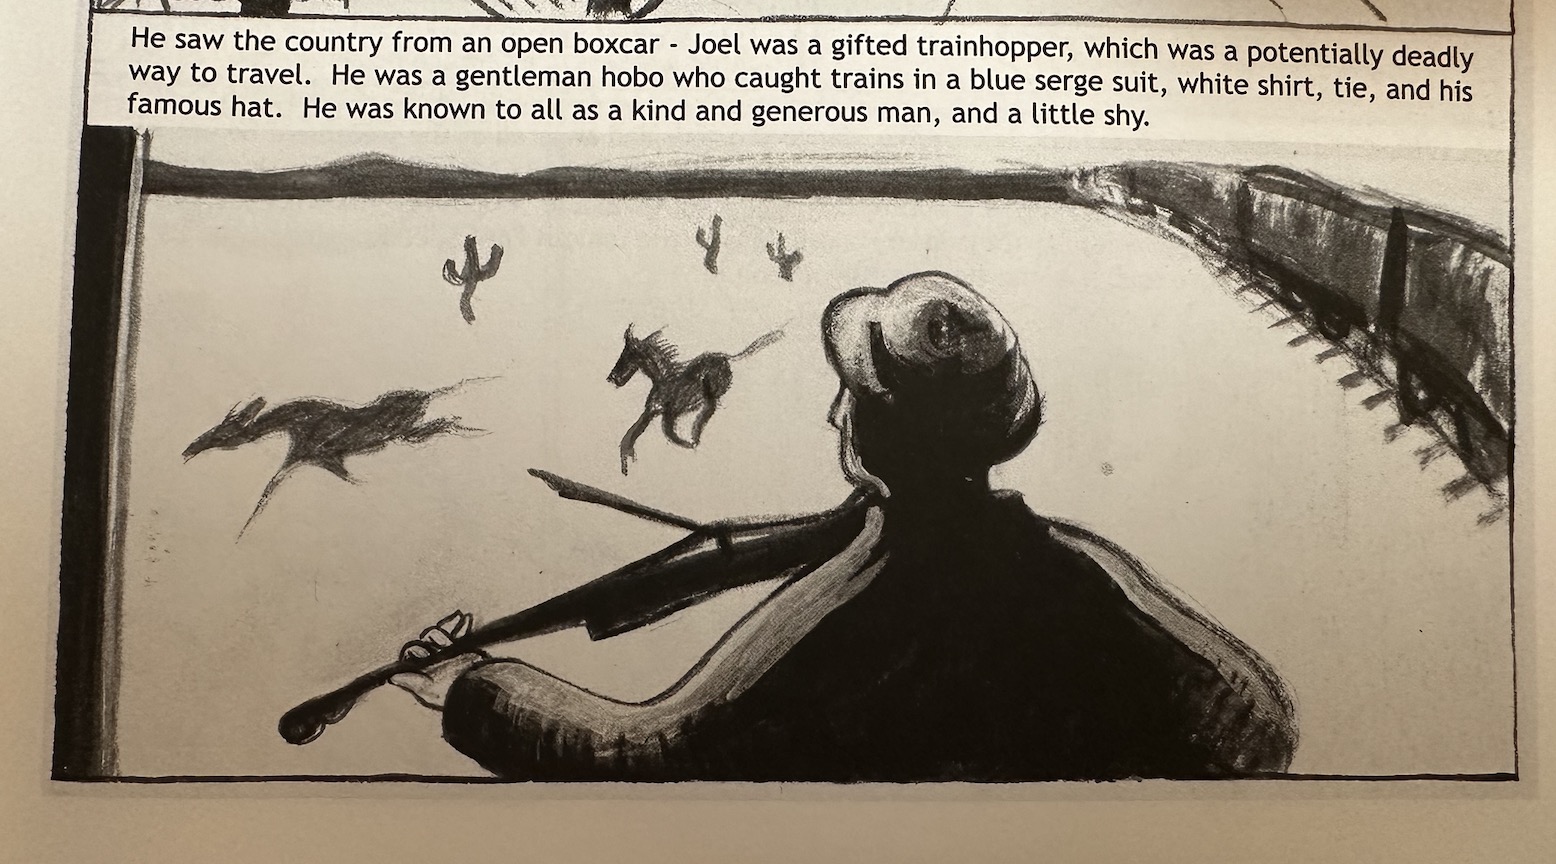 He saw the country from an open boxcar - Joel was a gifted trainhopper, which was a potentially deadly
way to travel.  He was a gentleman hobo who caught trains in a blue serge suit, white shirt, tie, and his
famous hat.  He was known to all as a kind and generous man, and a little shy.